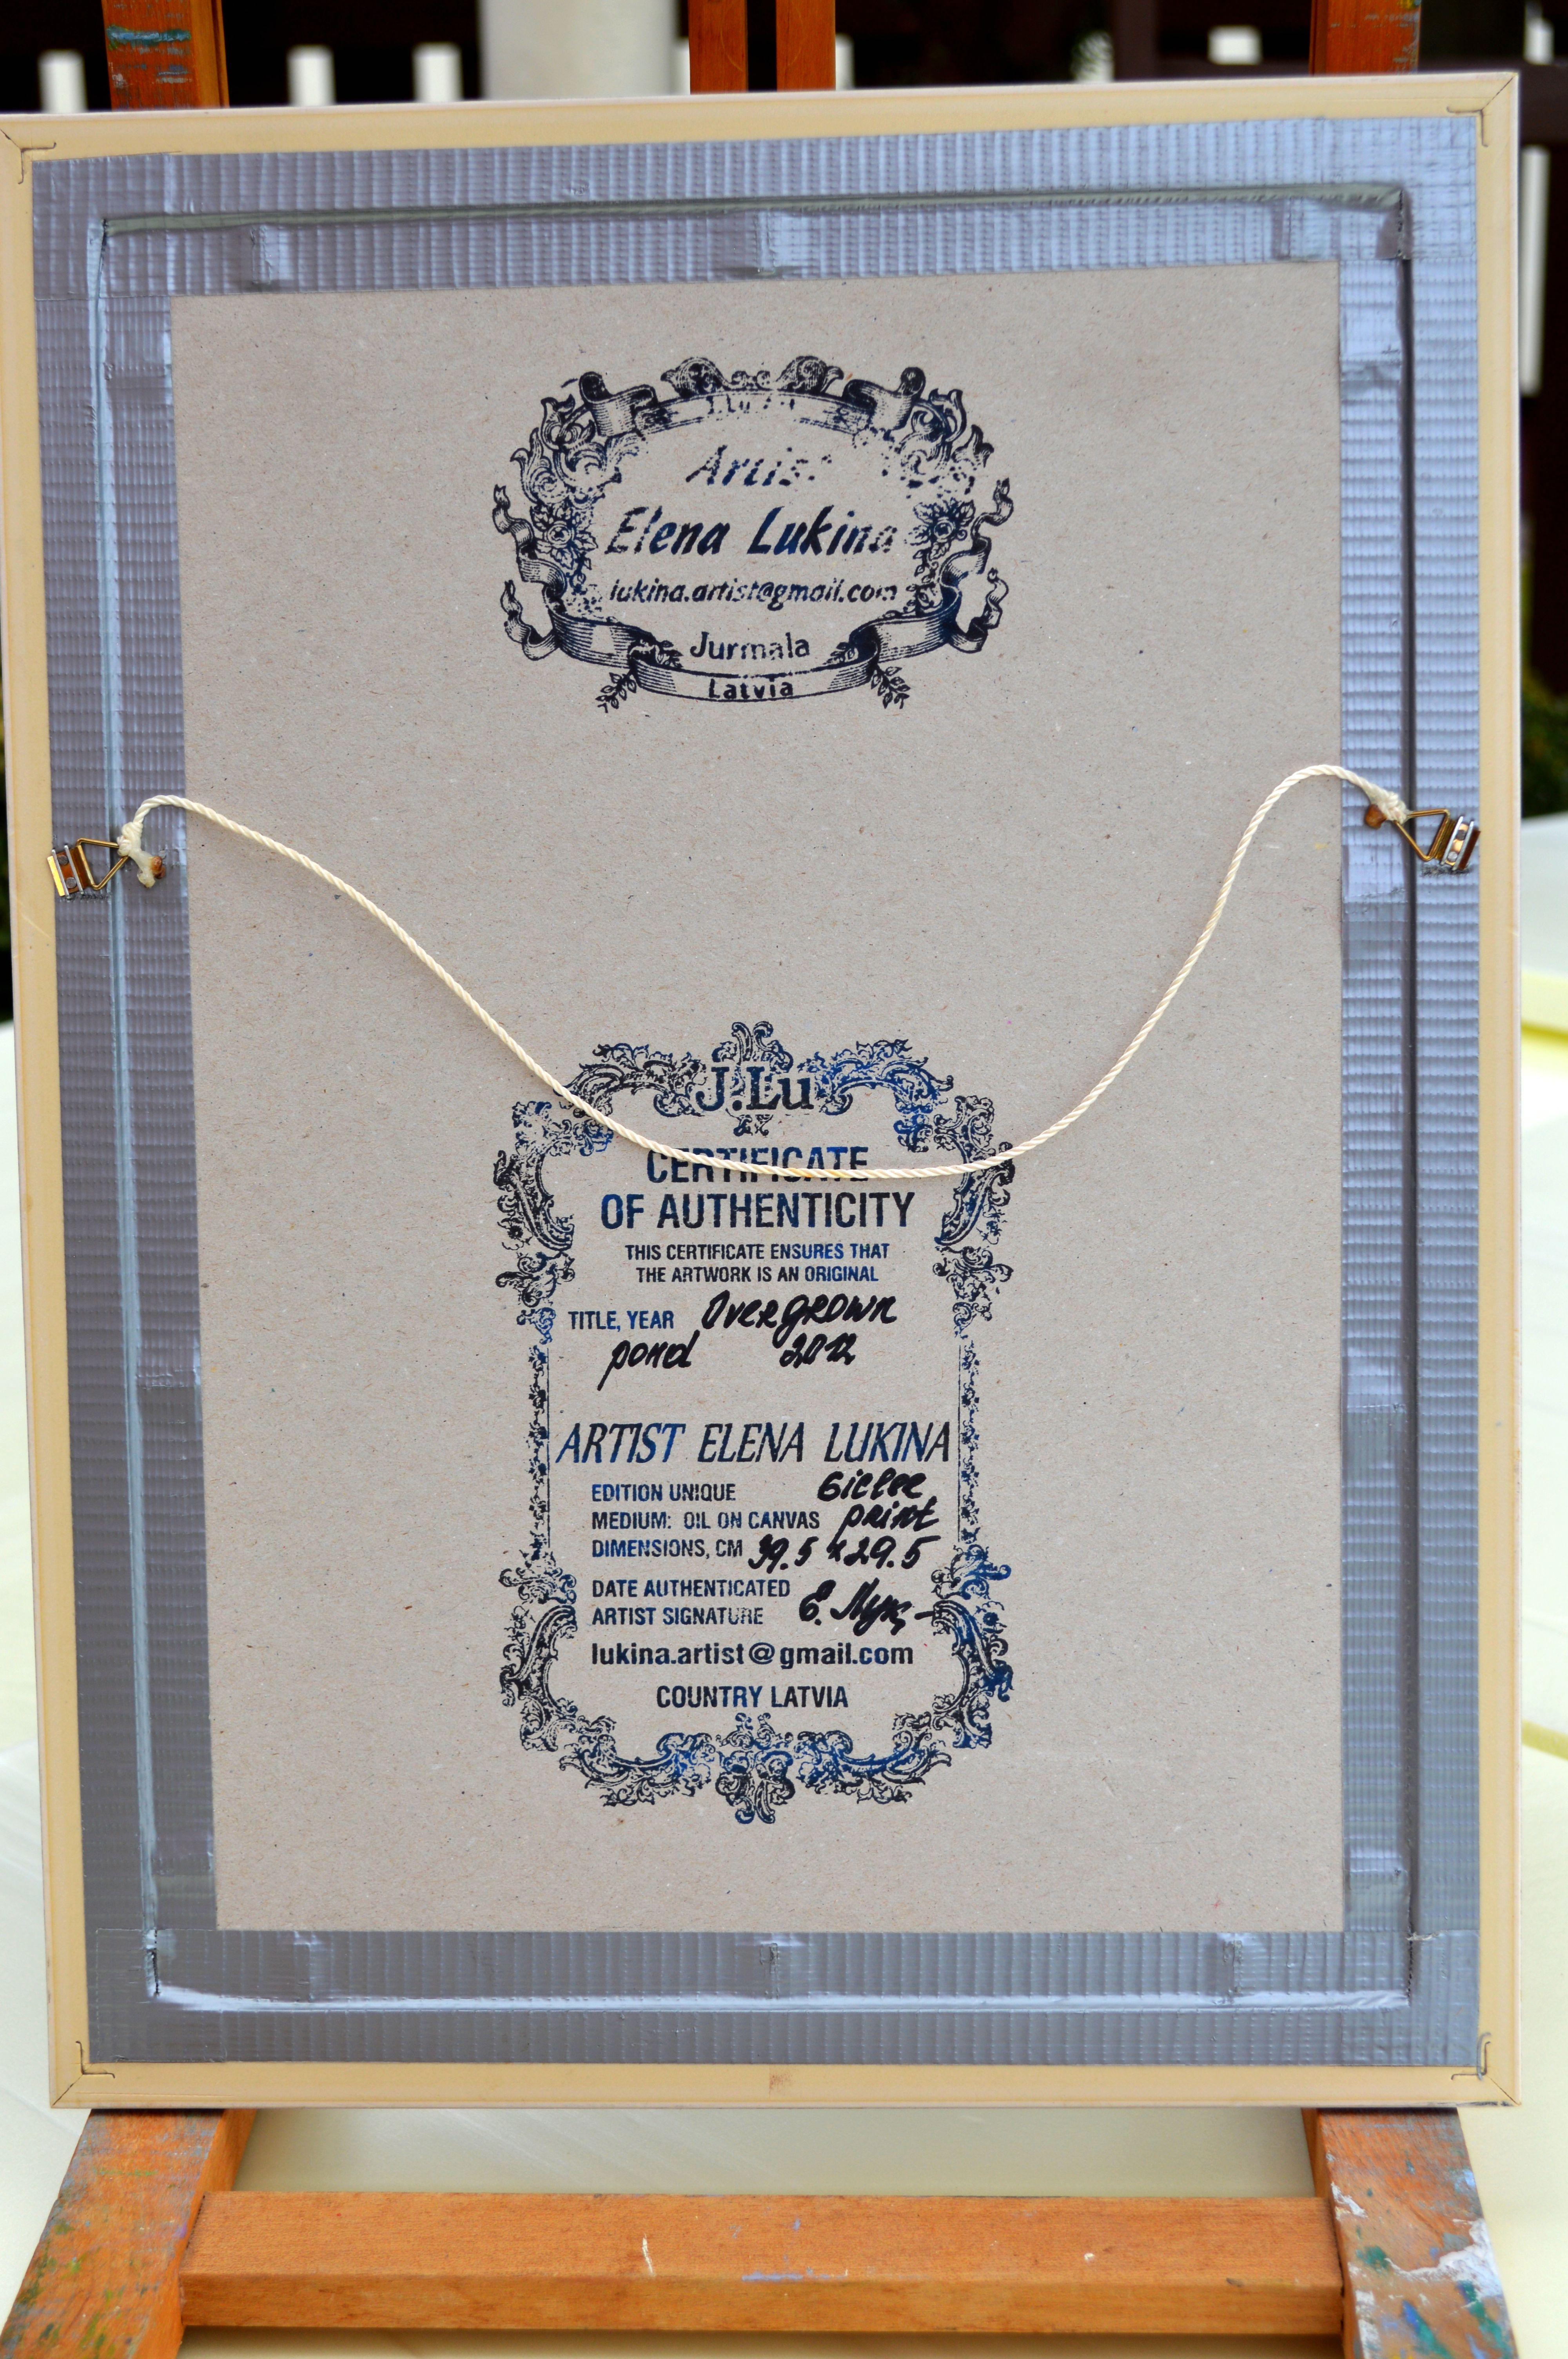 Artist
Elena Lukina
lukina.artist@gmail.com
Jurmala
Latvia
J.Lu
CERTIFICATE
OF AUTHENTICITY
THIS CERTIFICATE ENSURES THAT
THE ARTWORK IS AN ORIGINAL
TITLE, YEAR Overgrown
pond 2012
ARTIST ELENA LUKINA
EDITION UNIQUE Giclee
MEDIUM: OIL ON CANVAS print
DIMENSIONS, CM 39.5 x 29.5
DATE AUTHENTICATED
ARTIST SIGNATURE
lukina.artist@gmail.com
COUNTRY LATVIA